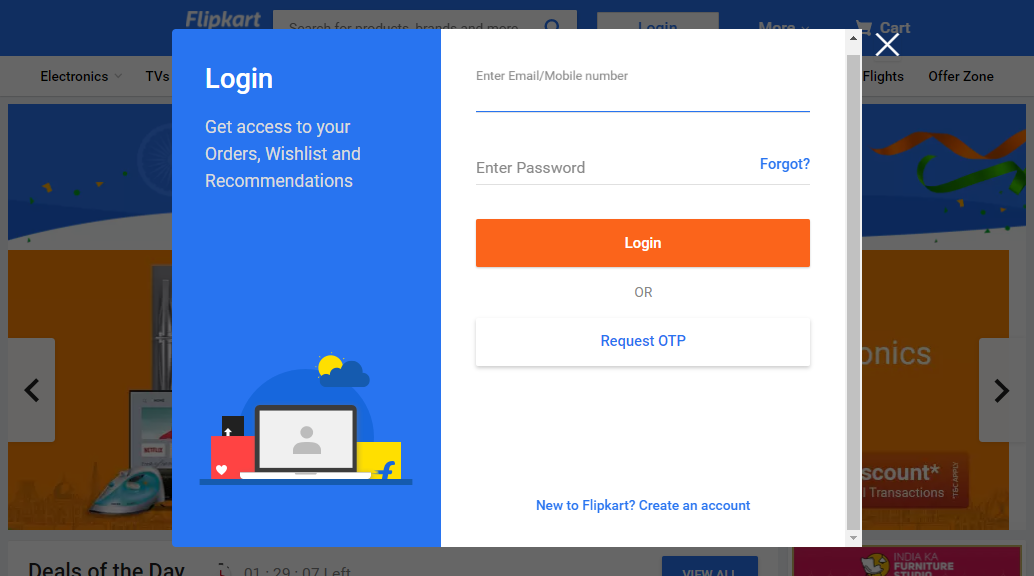 Flipkart
Search for products, brands and more
Login
More
Cart
Electronics
TVs
Flights
Offer Zone
Login
Get access to your
Orders, Wishlist and
Recommendations
Enter Email/Mobile number
Enter Password
Forgot?
Login
OR
Request OTP
New to Flipkart? Create an account
onics
NETFLIX
scount*
l Transactions
*T&C APPLY
Deals of the Day
01 : 29 : 07 Left
VIEW ALL
INDIA KA
FURNITURE
STUDIO